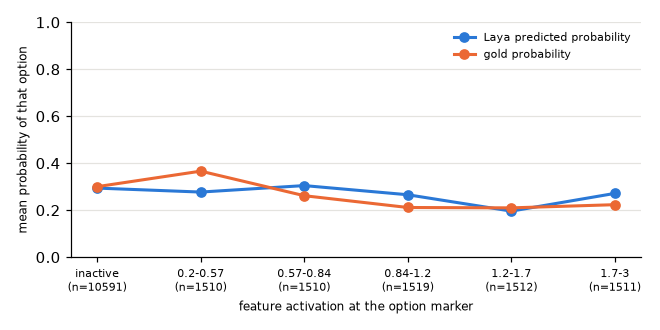 1.0
0.8
0.6
0.4
0.2
0.0
mean probability of that option
Laya predicted probability
gold probability
inactive
(n=10591)
0.2-0.57
(n=1510)
0.57-0.84
(n=1510)
0.84-1.2
(n=1519)
1.2-1.7
(n=1512)
1.7-3
(n=1511)
feature activation at the option marker